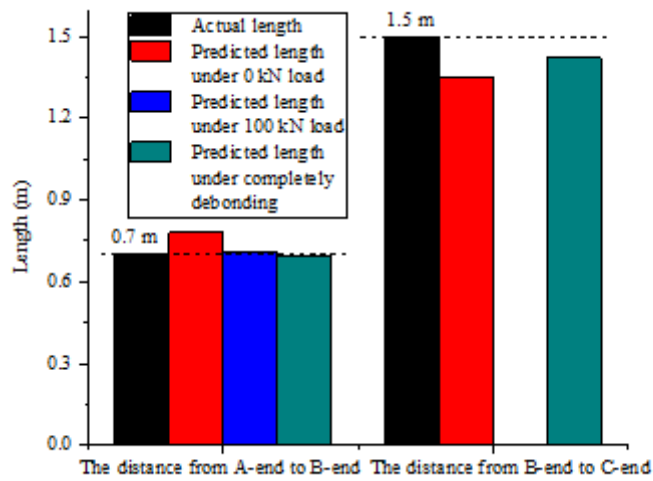 Actual length
Predicted length
under 0 kN load
Predicted length
under 100 kN load
Predicted length
under completely
debonding
1.5 m
0.7 m
Length (m)
1.5
1.2
0.9
0.6
0.3
0.0
The distance from A-end to B-end
The distance from B-end to C-end